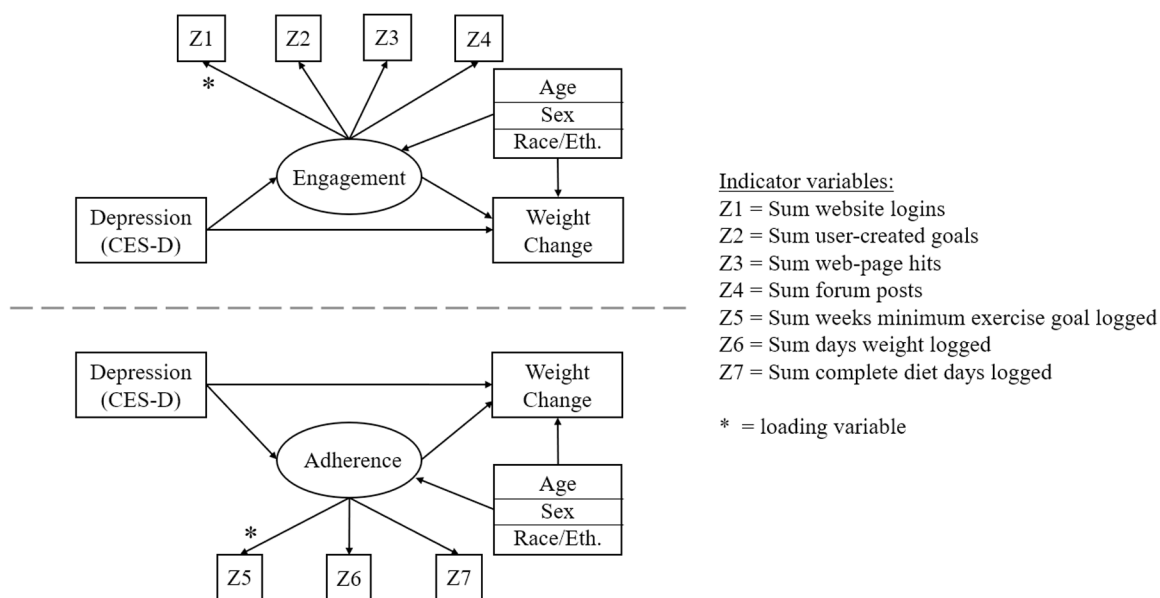 Z1
Z2
Z3
Z4
*
Age
Sex
Race/Eth.
Engagement
Depression
(CES-D)
Weight
Change
Depression
(CES-D)
Weight
Change
Adherence
Age
Sex
Race/Eth.
*
Z5
Z6
Z7
Indicator variables:
Z1 = Sum website logins
Z2 = Sum user-created goals
Z3 = Sum web-page hits
Z4 = Sum forum posts
Z5 = Sum weeks minimum exercise goal logged
Z6 = Sum days weight logged
Z7 = Sum complete diet days logged
* = loading variable